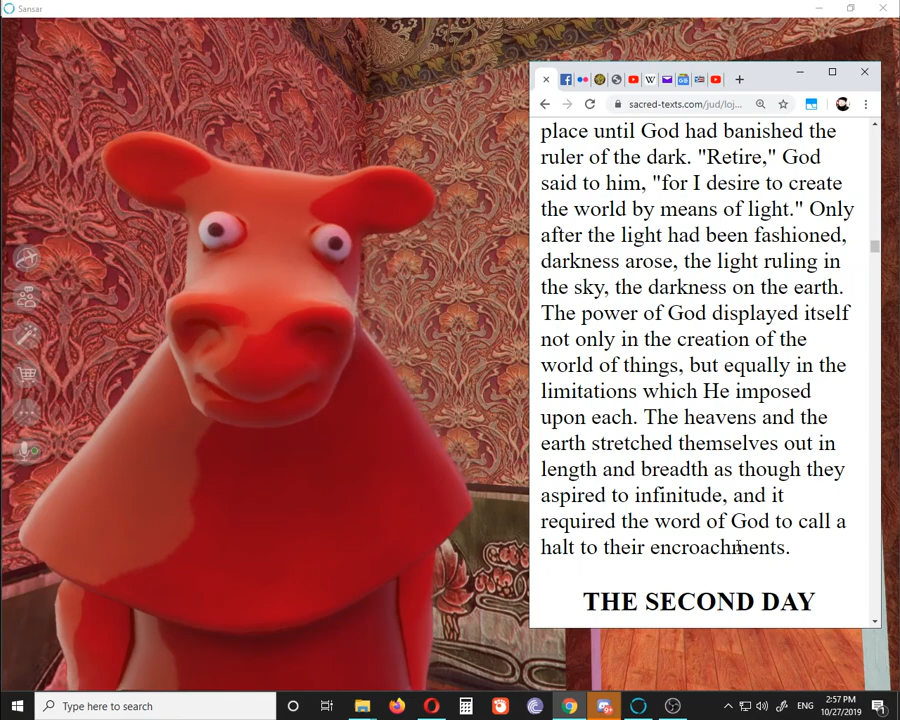 Sansar
sacred-texts.com/jud/loj...
place until God had banished the
ruler of the dark. "Retire," God
said to him, "for I desire to create
the world by means of light." Only
after the light had been fashioned,
darkness arose, the light ruling in
the sky, the darkness on the earth.
The power of God displayed itself
not only in the creation of the
world of things, but equally in the
limitations which He imposed
upon each. The heavens and the
earth stretched themselves out in
length and breadth as though they
aspired to infinitude, and it
required the word of God to call a
halt to their encroachments.
THE SECOND DAY
Type here to search
ENG
2:57 PM
10/27/2019